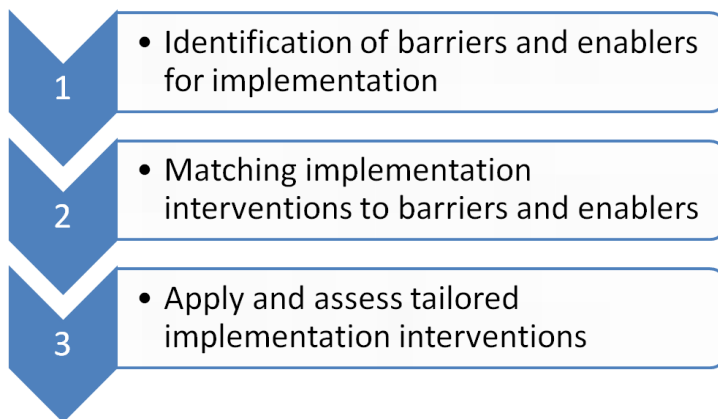 1
• Identification of barriers and enablers
for implementation
2
• Matching implementation
interventions to barriers and enablers
3
• Apply and assess tailored
implementation interventions